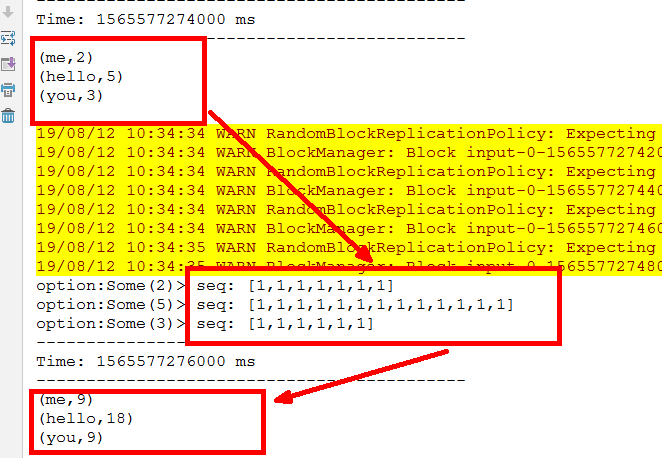 -------------------------------------------
Time: 1565577274000 ms
-------------------------------------------
(me,2)
(hello,5)
(you,3)
19/08/12 10:34:34 WARN RandomBlockReplicationPolicy: Expecting
19/08/12 10:34:34 WARN BlockManager: Block input-0-156557727420
19/08/12 10:34:34 WARN RandomBlockReplicationPolicy: Expecting
19/08/12 10:34:34 WARN BlockManager: Block input-0-156557727440
19/08/12 10:34:34 WARN RandomBlockReplicationPolicy: Expecting
19/08/12 10:34:34 WARN BlockManager: Block input-0-156557727460
19/08/12 10:34:35 WARN RandomBlockReplicationPolicy: Expecting
19/08/12 10:34:35 WARN BlockManager: Block input-0-156557727480
option:Some(2)> seq: [1,1,1,1,1,1,1]
option:Some(5)> seq: [1,1,1,1,1,1,1,1,1,1,1,1,1]
option:Some(3)> seq: [1,1,1,1,1,1]
-------------------------------------------
Time: 1565577276000 ms
-------------------------------------------
(me,9)
(hello,18)
(you,9)